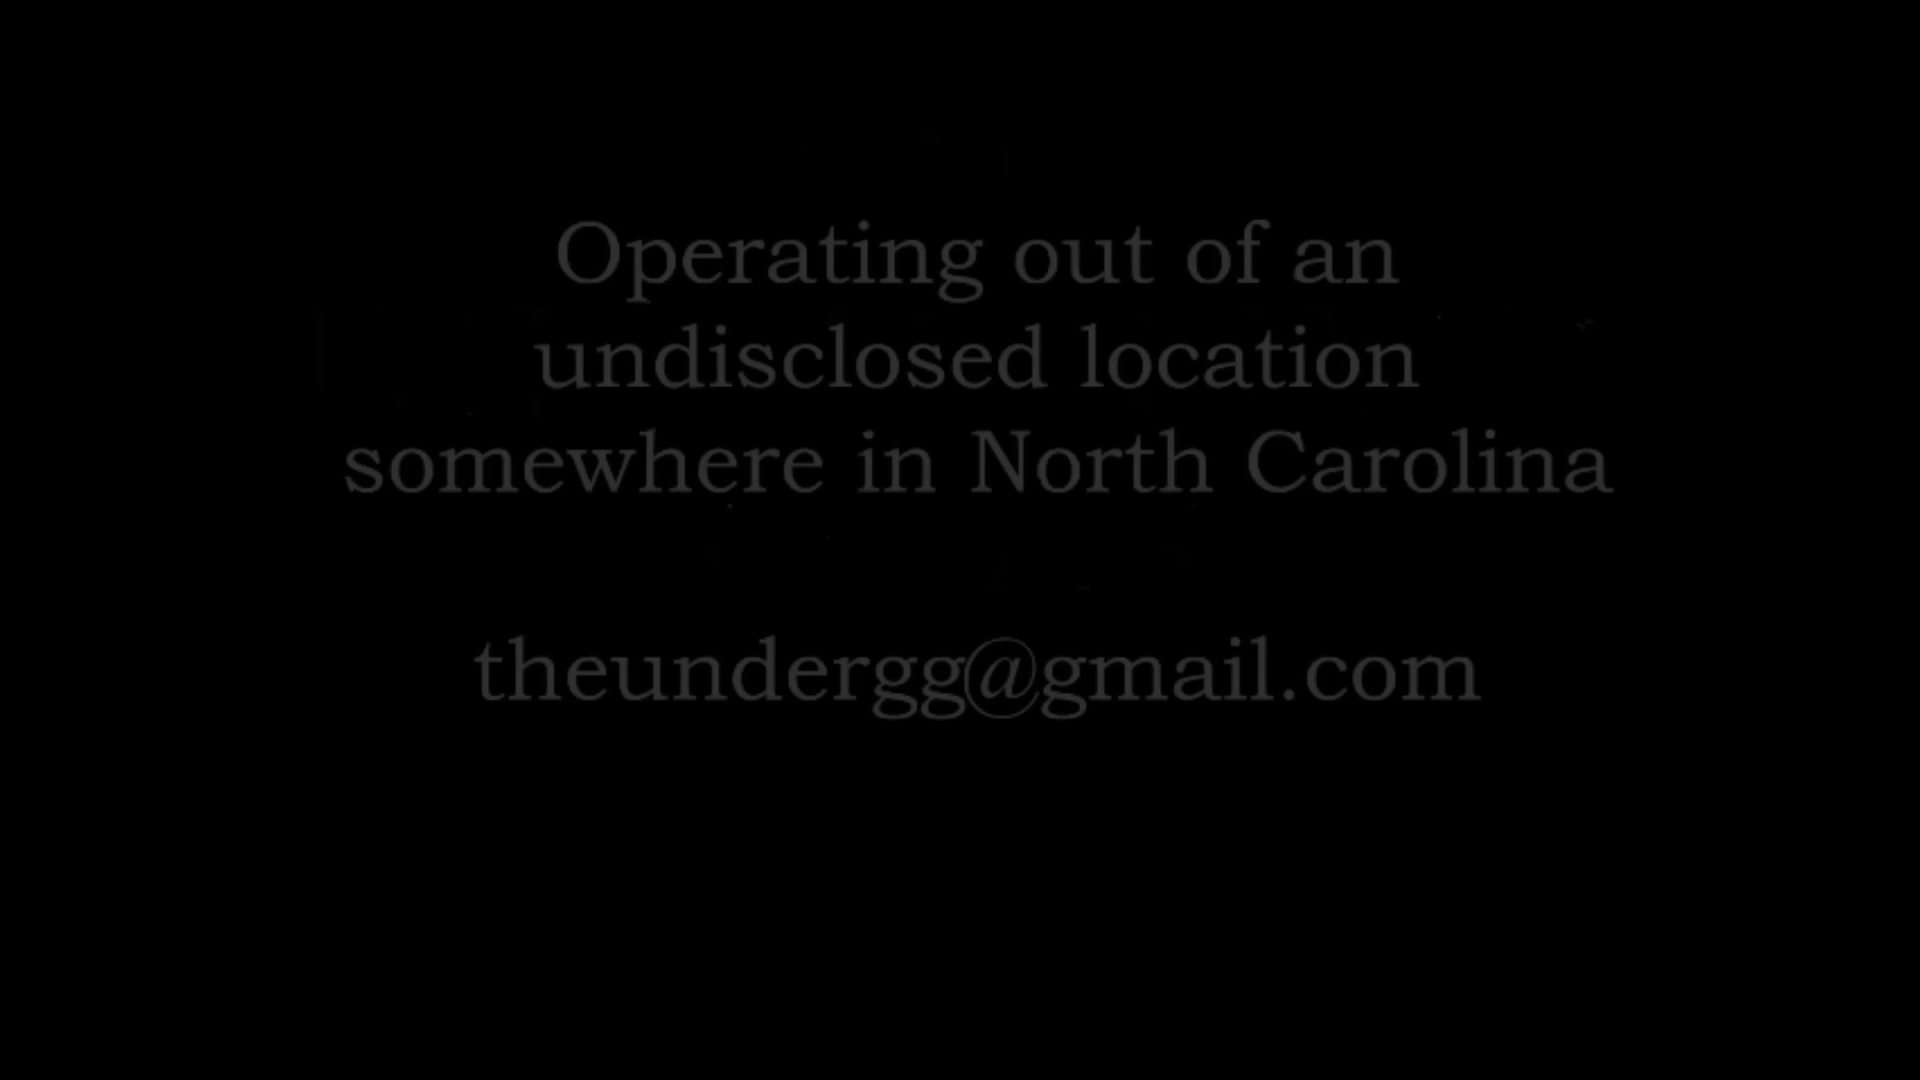 Operating out of an
undisclosed location
somewhere in North Carolina
theundergg@gmail.com